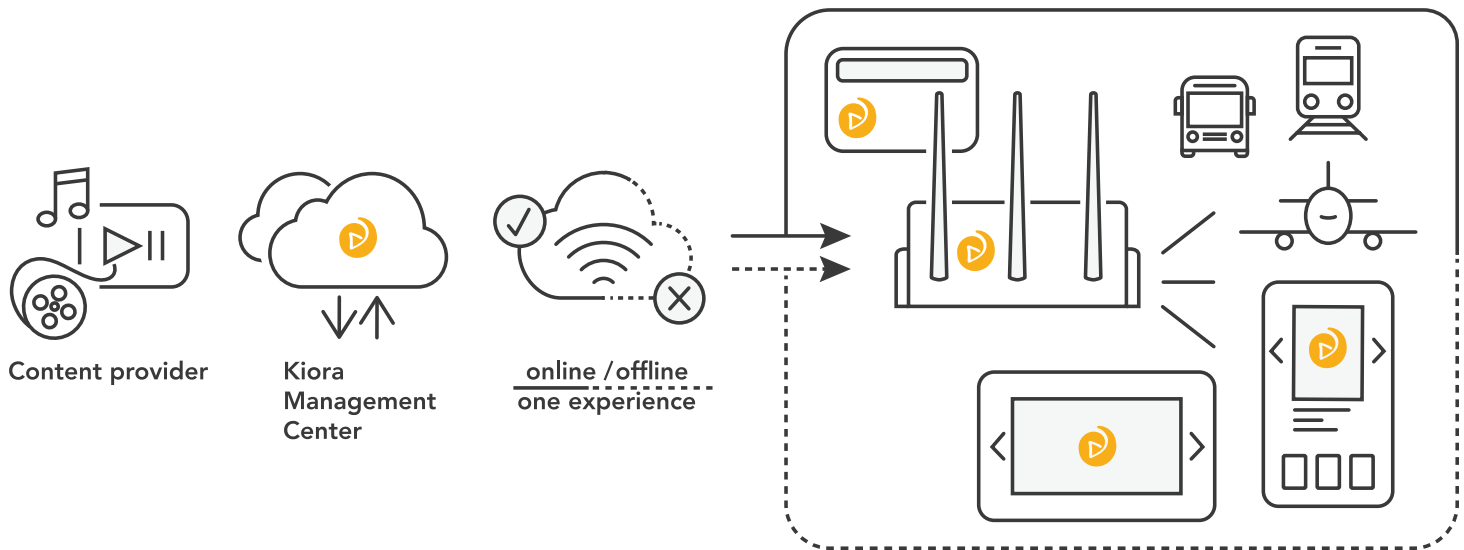 Content provider
Kiora
Management
Center
online / offline
one experience